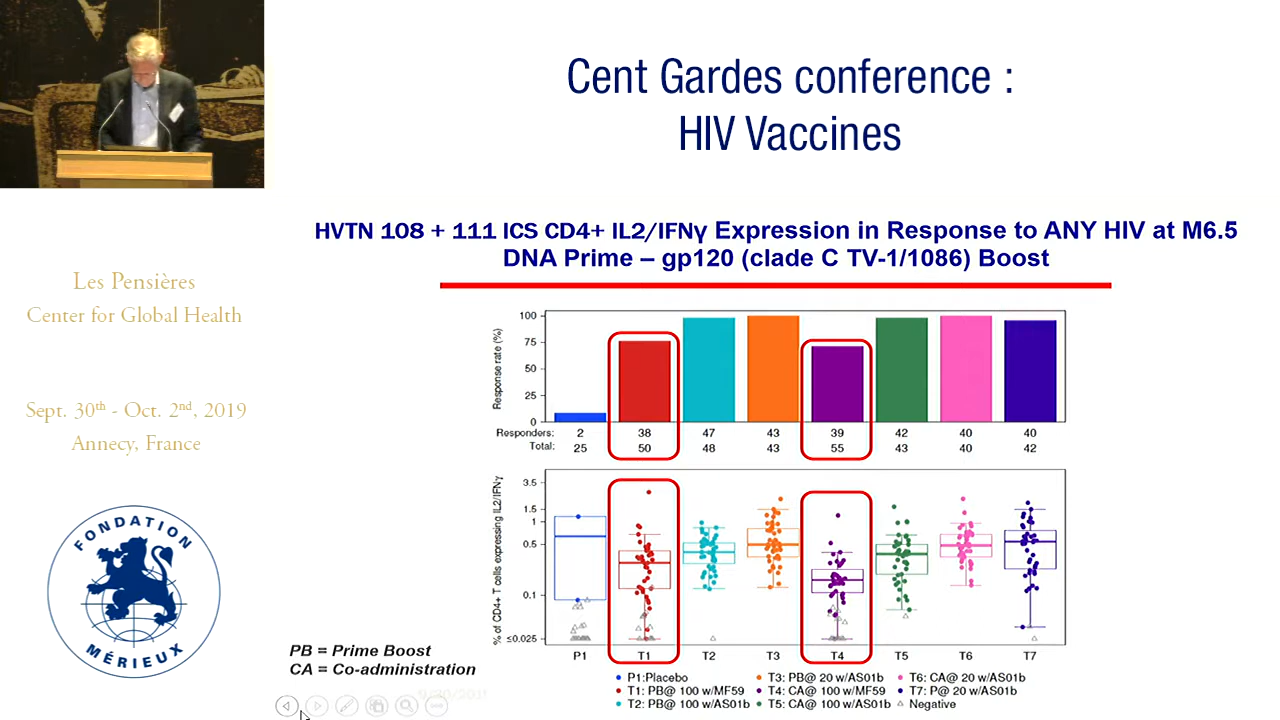 Cent Gardes conference :
HIV Vaccines
HVTN 108 + 111 ICS CD4+ IL2/IFNγ Expression in Response to ANY HIV at M6.5
DNA Prime – gp120 (clade C TV-1/1086) Boost
Les Pensières
Center for Global Health
Sept. 30th - Oct. 2nd, 2019
Annecy, France
FONDATION
MÉRIEUX
Response rate (%)
100
75
50
25
0
Responders: 2 38 47 43 39 42 40 40
Total: 25 50 48 43 55 43 40 42
% of CD4+ T cells expressing IL2/IFNγ
3.5
1.5
1
0.5
0.1
≤0.025
P1 T1 T2 T3 T4 T5 T6 T7
PB = Prime Boost
CA = Co-administration
P1:Placebo T3: PB@ 20 w/AS01b T6: CA@ 20 w/AS01b
T1: PB@ 100 w/MF59 T4: CA@ 100 w/MF59 T7: P@ 20 w/AS01b
T2: PB@ 100 w/AS01b T5: CA@ 100 w/AS01b Negative